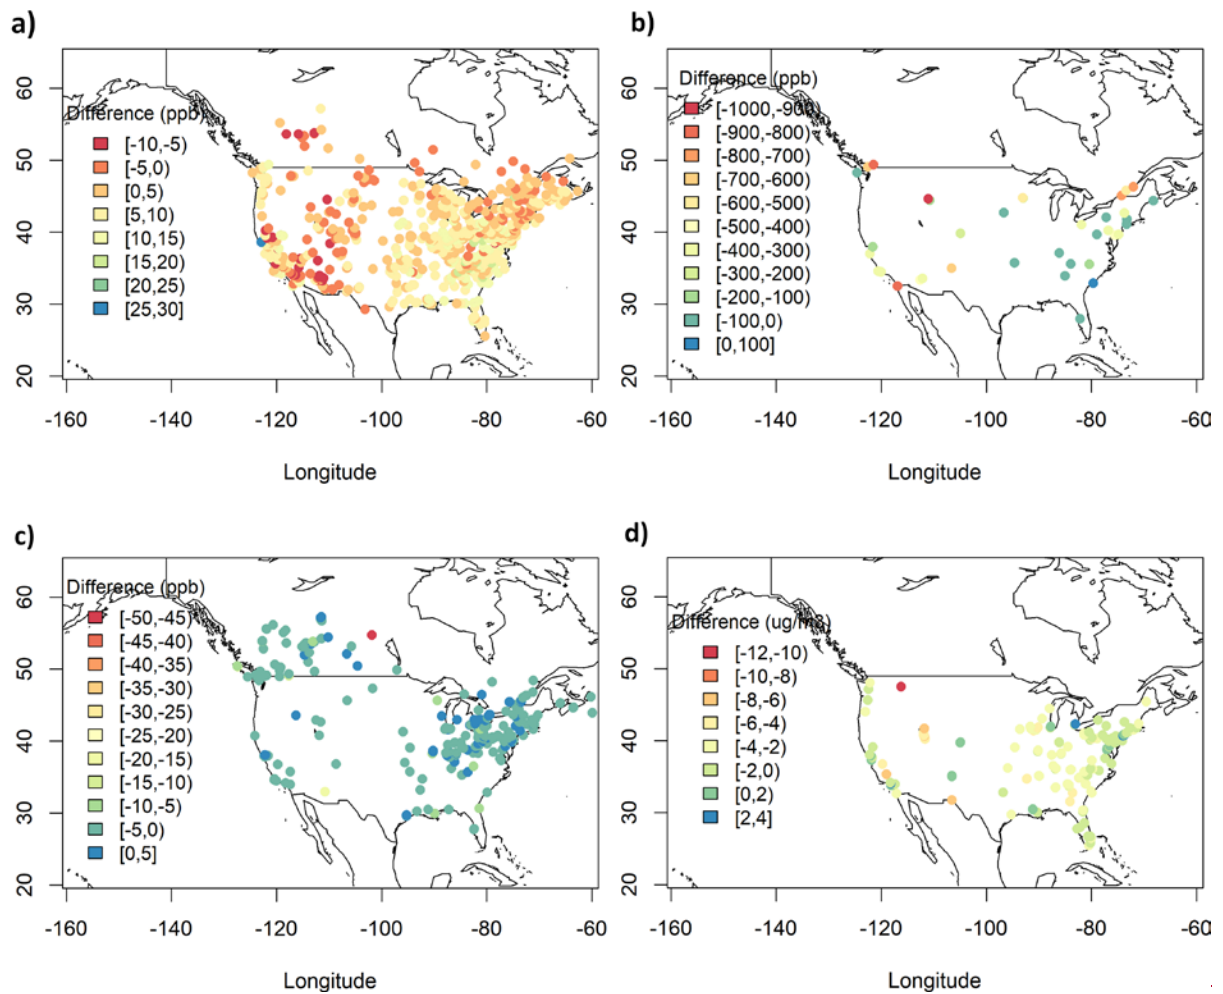 a)
Difference (ppb)
[-10,-5)
[-5,0)
[0,5)
[5,10)
[10,15)
[15,20)
[20,25)
[25,30]
20 30 40 50 60
-160 -140 -120 -100 -80 -60
Longitude
b)
Difference (ppb)
[-1000,-900)
[-900,-800)
[-800,-700)
[-700,-600)
[-600,-500)
[-500,-400)
[-400,-300)
[-300,-200)
[-200,-100)
[-100,0)
[0,100]
20 30 40 50 60
-160 -140 -120 -100 -80 -60
Longitude
c)
Difference (ppb)
[-50,-45)
[-45,-40)
[-40,-35)
[-35,-30)
[-30,-25)
[-25,-20)
[-20,-15)
[-15,-10)
[-10,-5)
[-5,0)
[0,5]
20 30 40 50 60
-160 -140 -120 -100 -80 -60
Longitude
d)
Difference (ug/m3)
[-12,-10)
[-10,-8)
[-8,-6)
[-6,-4)
[-4,-2)
[-2,0)
[0,2)
[2,4]
20 30 40 50 60
-160 -140 -120 -100 -80 -60
Longitude